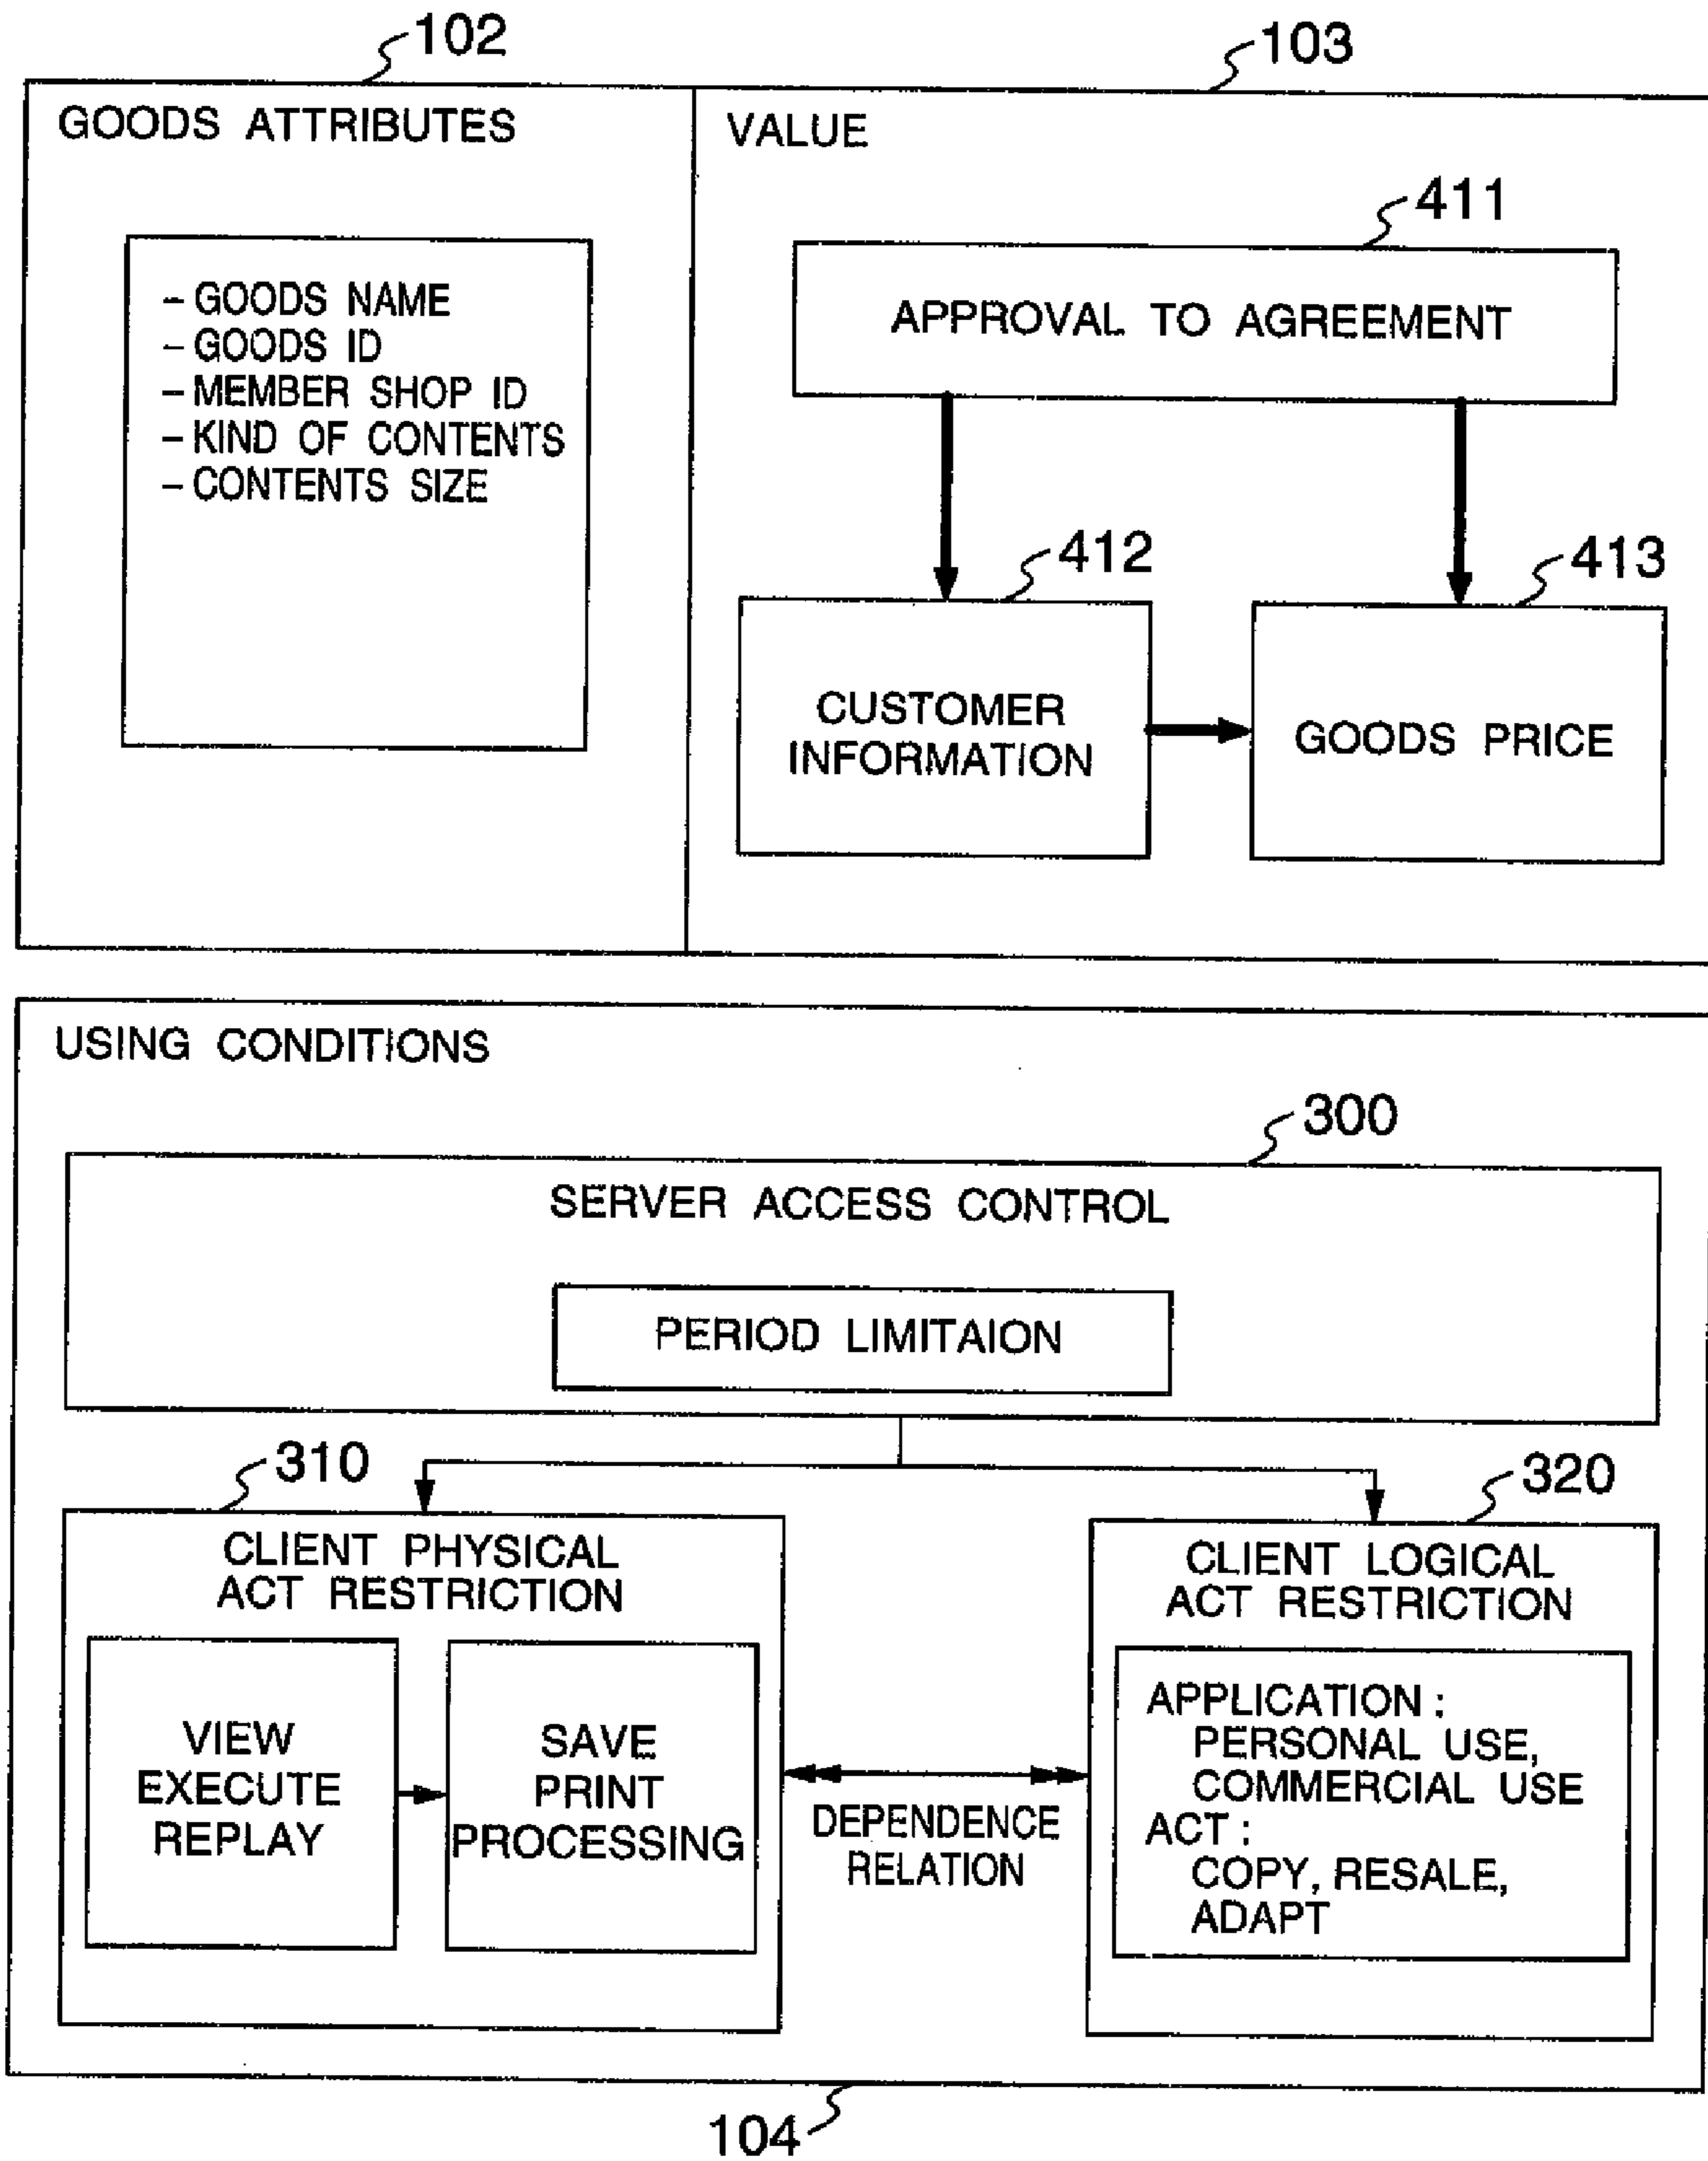 102
103
GOODS ATTRIBUTES
- GOODS NAME
- GOODS ID
- MEMBER SHOP ID
- KIND OF CONTENTS
- CONTENTS SIZE
VALUE
411
APPROVAL TO AGREEMENT
412
413
CUSTOMER
INFORMATION
GOODS PRICE
USING CONDITIONS
300
SERVER ACCESS CONTROL
PERIOD LIMITAION
310
320
CLIENT PHYSICAL
ACT RESTRICTION
VIEW
EXECUTE
REPLAY
SAVE
PRINT
PROCESSING
DEPENDENCE
RELATION
CLIENT LOGICAL
ACT RESTRICTION
APPLICATION :
PERSONAL USE,
COMMERCIAL USE
ACT :
COPY, RESALE,
ADAPT
104